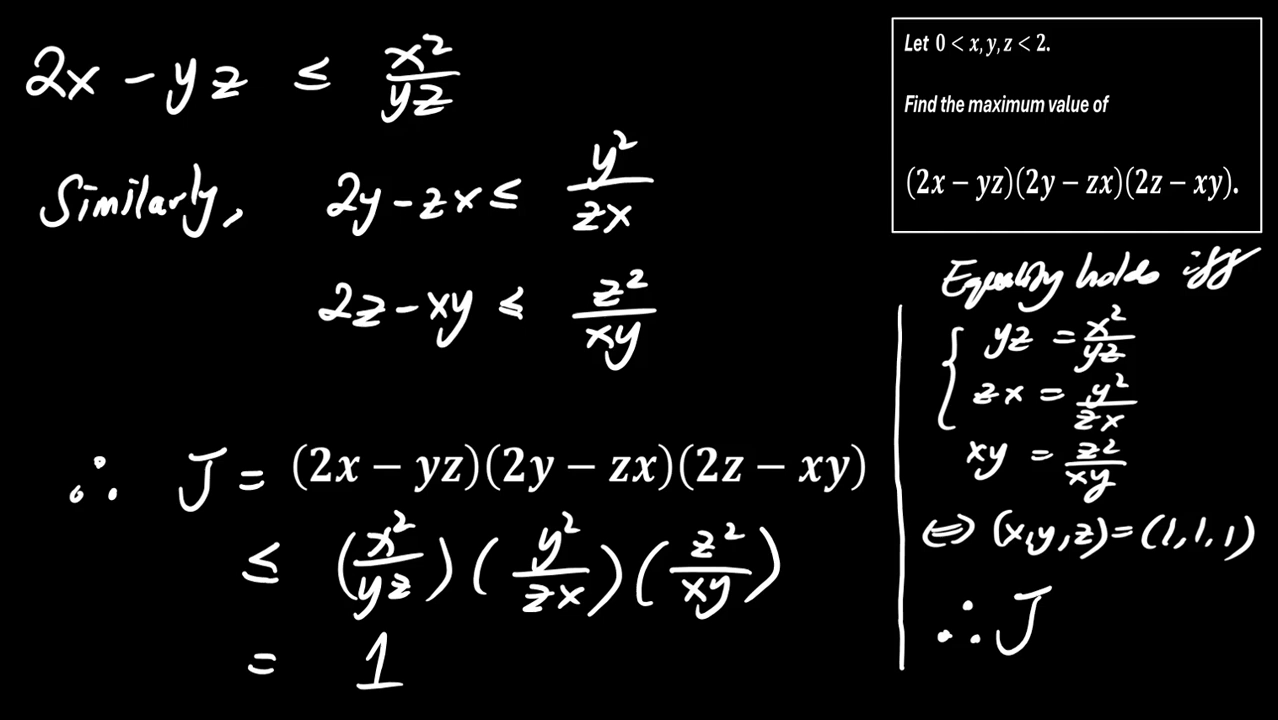 2x - yz ≤ x²/yz
Similarly, 2y - zx ≤ y²/zx
2z - xy ≤ z²/xy
∴ J = (2x − yz)(2y − zx)(2z − xy)
≤ (x²/yz)(y²/zx)(z²/xy)
= 1
Let 0 < x, y, z < 2.
Find the maximum value of
(2x − yz)(2y − zx)(2z − xy).
Equality holds iff
{ yz = x²/yz
zx = y²/zx
xy = z²/xy
⟺ (x,y,z) = (1,1,1)
∴ J